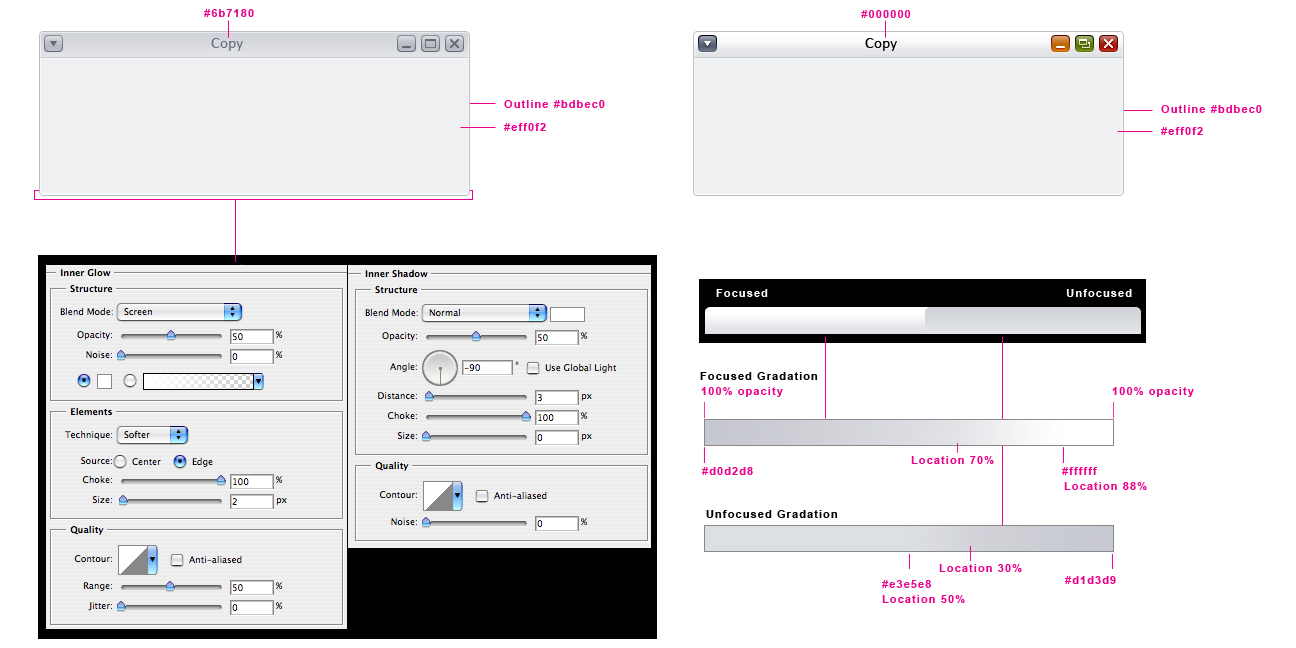 #6b7180
Copy
Outline #bdbec0
#eff0f2
#000000
Copy
Outline #bdbec0
#eff0f2
Inner Glow
Structure
Blend Mode: Screen
Opacity: 50 %
Noise: 0 %
Elements
Technique: Softer
Source: Center Edge
Choke: 100 %
Size: 2 px
Quality
Contour: Anti-aliased
Range: 50 %
Jitter: 0 %
Inner Shadow
Structure
Blend Mode: Normal
Opacity: 50 %
Angle: -90 ° Use Global Light
Distance: 3 px
Choke: 100 %
Size: 0 px
Quality
Contour: Anti-aliased
Noise: 0 %
Focused Unfocused
Focused Gradation
100% opacity 100% opacity
Location 70%
#d0d2d8 #ffffff
Location 88%
Unfocused Gradation
Location 30%
#e3e5e8 #d1d3d9
Location 50%